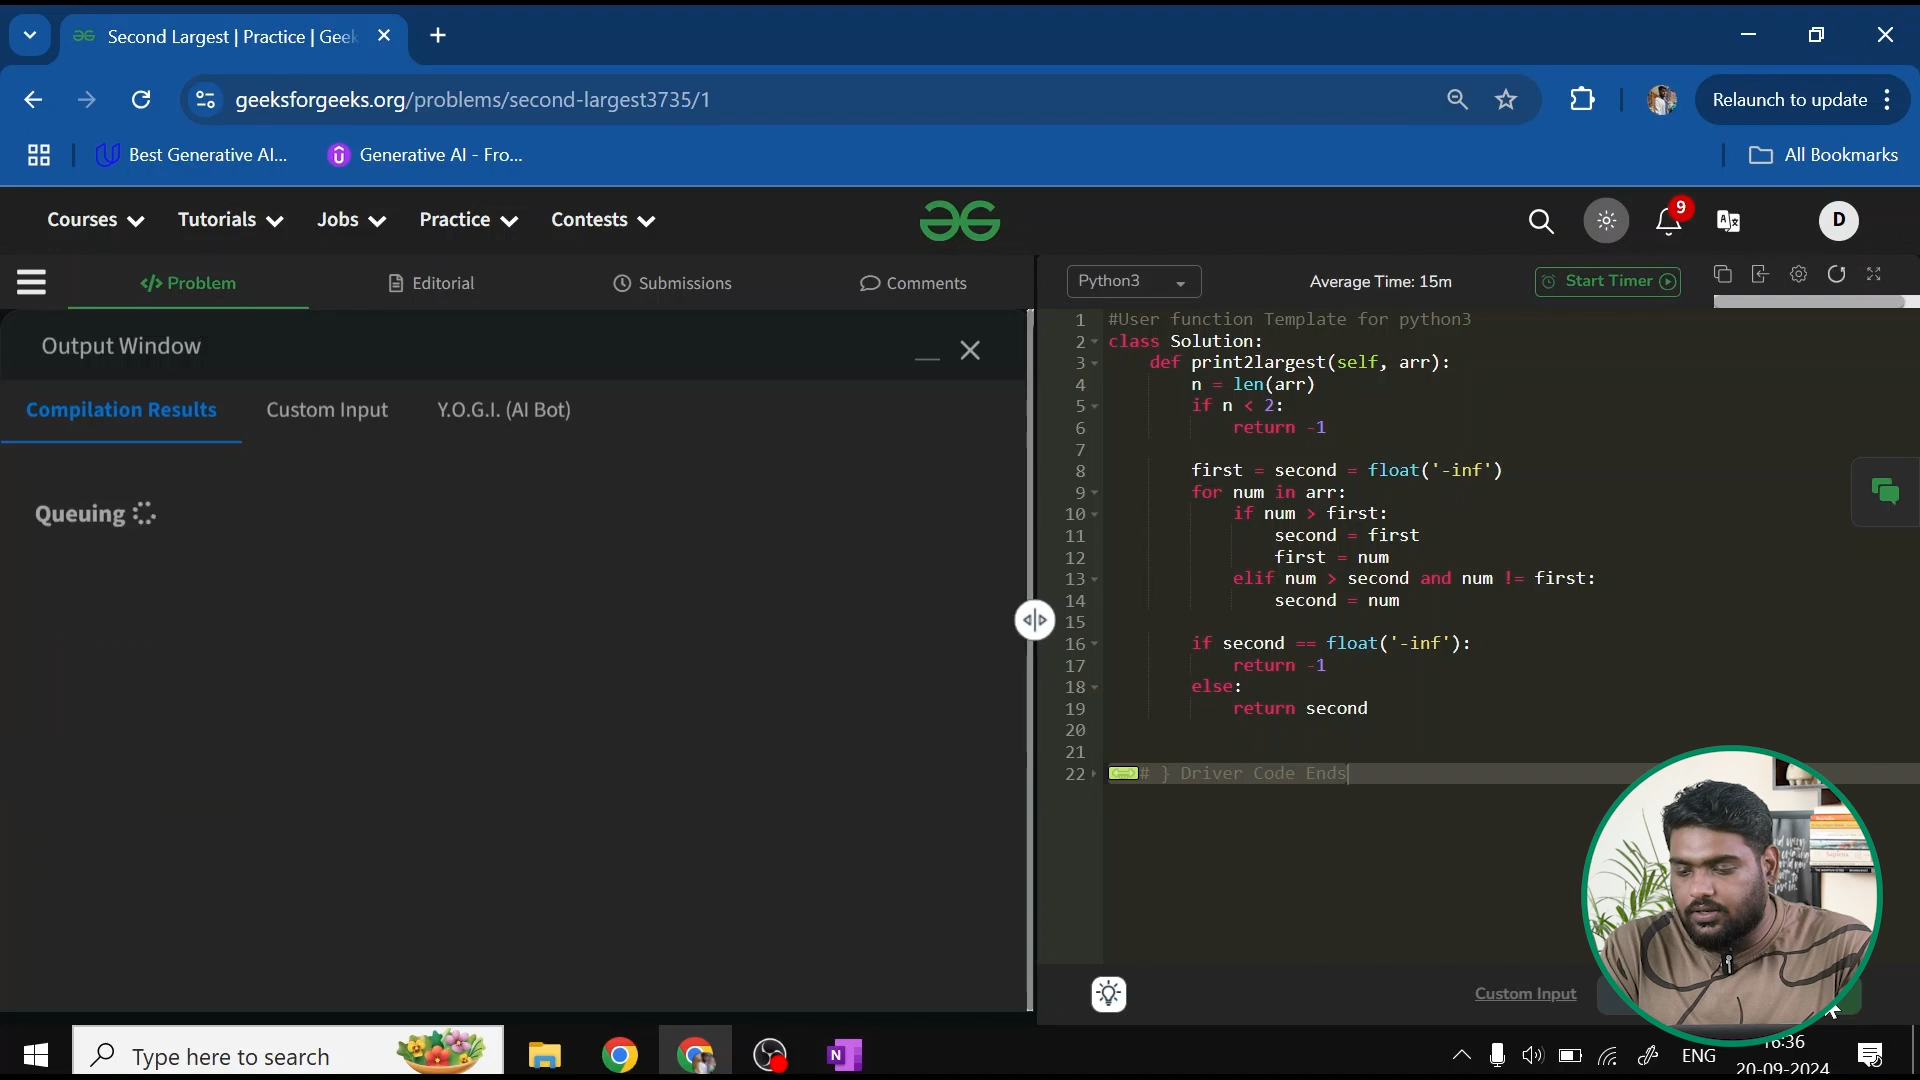 Second Largest | Practice | Geek
geeksforgeeks.org/problems/second-largest3735/1
Relaunch to update
Best Generative AI...
Generative AI - Fro...
All Bookmarks
Courses
Tutorials
Jobs
Practice
Contests
9
D
Problem
Editorial
Submissions
Comments
Python3
Average Time: 15m
Start Timer
Output Window
Compilation Results
Custom Input
Y.O.G.I. (AI Bot)
Queuing
1 #User function Template for python3
2 class Solution:
3 def print2largest(self, arr):
4 n = len(arr)
5 if n < 2:
6 return -1
7
8 first = second = float('-inf')
9 for num in arr:
10 if num > first:
11 second = first
12 first = num
13 elif num > second and num != first:
14 second = num
15
16 if second == float('-inf'):
17 return -1
18 else:
19 return second
20
21
22 # } Driver Code Ends
Custom Input
Type here to search
N
ENG
16:36
20-09-2024